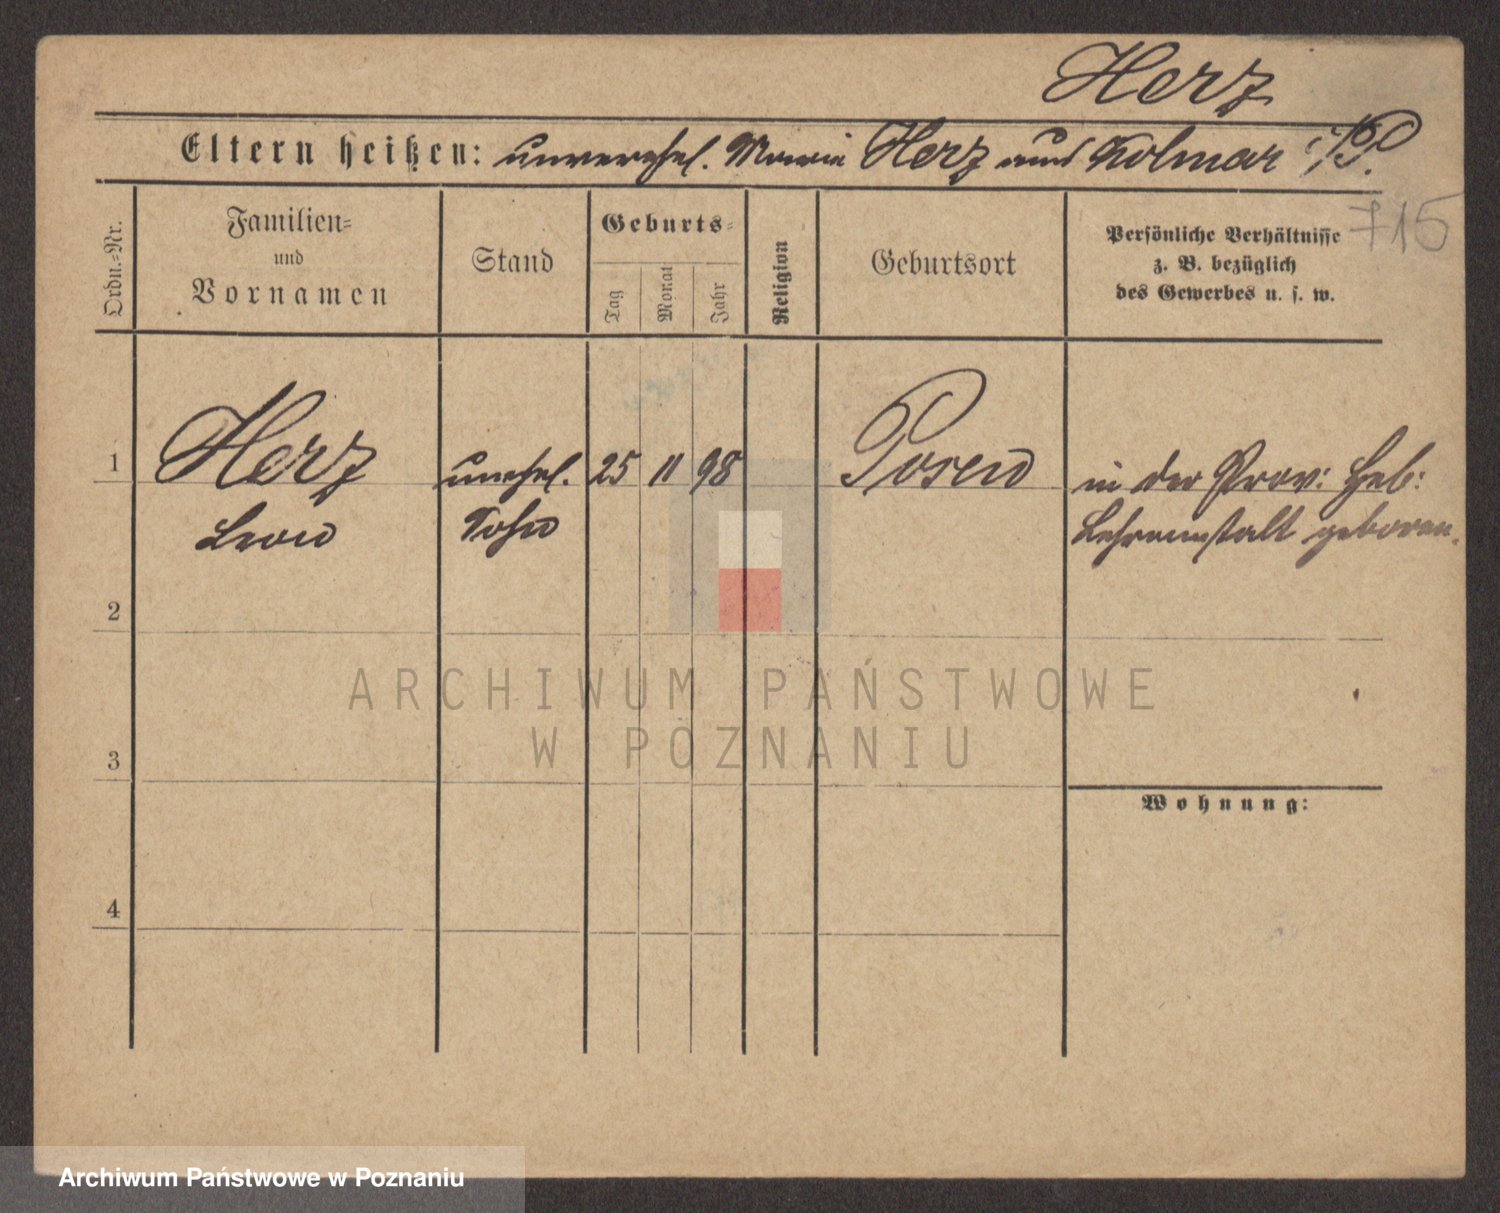 Herz
Eltern heißen: unverehel. Marie Herz aus Kolmar i/P.
715
Ordn.-Nr.
Familien-
und
Vornamen
Stand
Geburts-
Tag
Monat
Jahr
Religion
Geburtsort
Persönliche Verhältnisse
z. B. bezüglich
des Gewerbes u. s. w.
1
Herz
Leon
unehel.
Sohn
25 11 98
Posen
in der Prov: Heb:
Lehranstalt geboren.
2
3
4
Wohnung:
ARCHIWUM PAŃSTWOWE
W POZNANIU
Archiwum Państwowe w Poznaniu